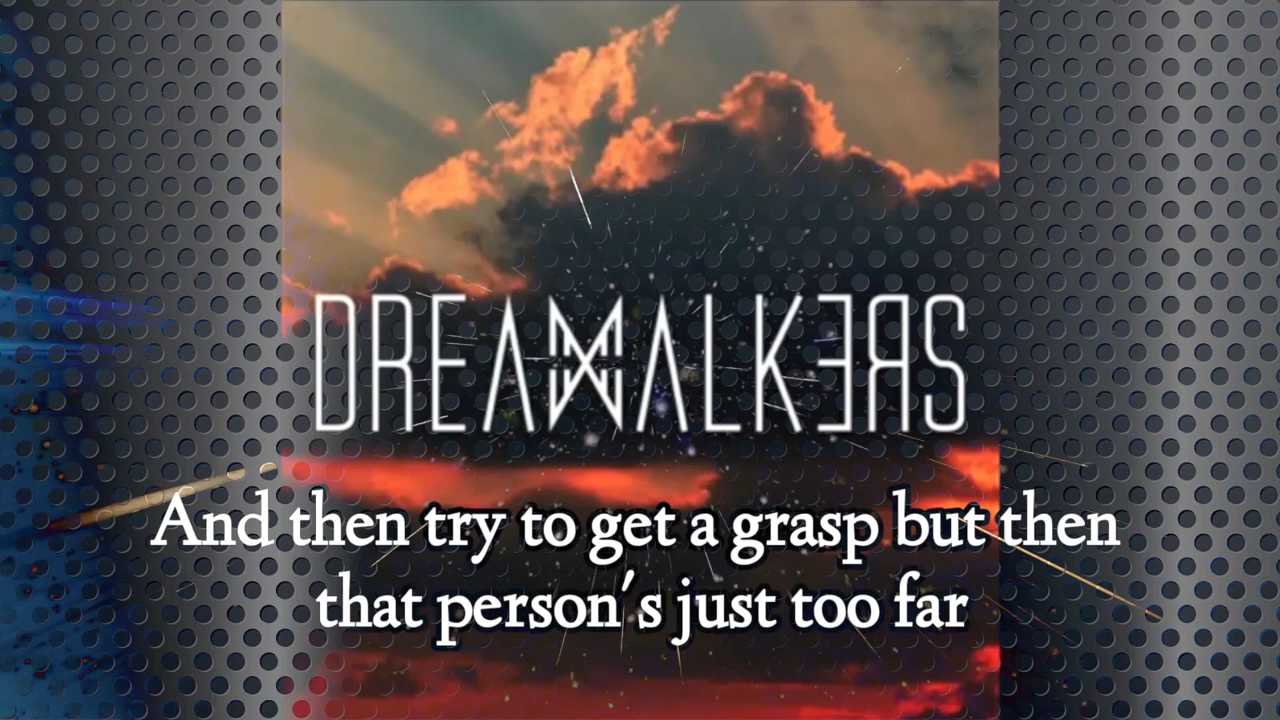 DREAMWALKERS
And then try to get a grasp but then
that person's just too far